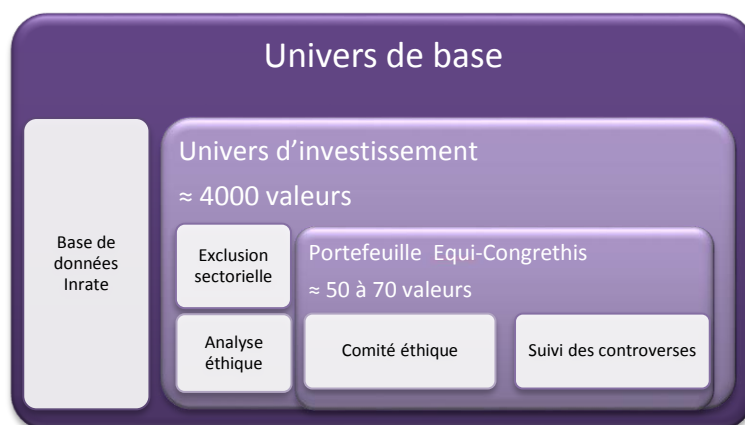 Univers de base
Base de
données
Inrate
Univers d’investissement
≈ 4000 valeurs
Exclusion
sectorielle
Analyse
éthique
Portefeuille Equi-Congrethis
≈ 50 à 70 valeurs
Comité éthique
Suivi des controverses